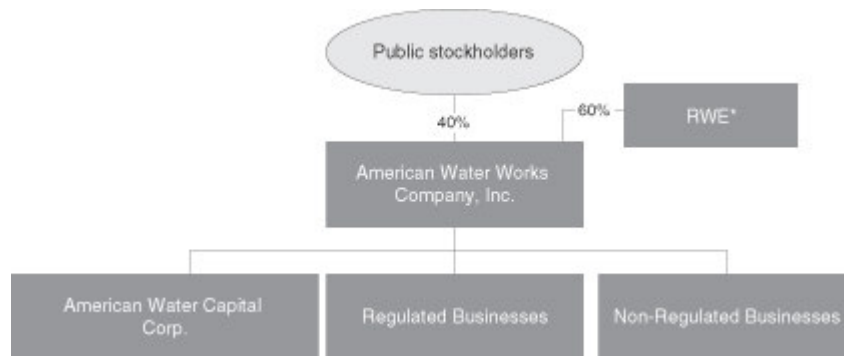 Public stockholders
40%
60%
RWE*
American Water Works
Company, Inc.
American Water Capital
Corp.
Regulated Businesses
Non-Regulated Businesses